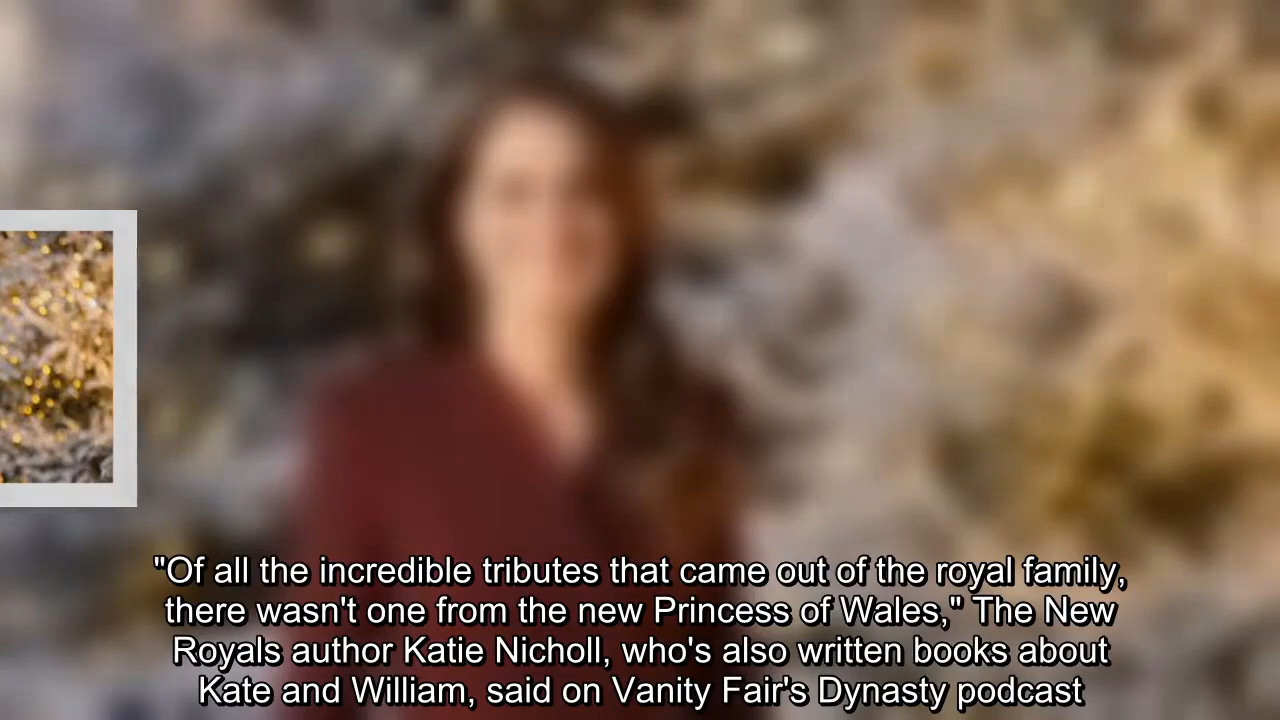 "Of all the incredible tributes that came out of the royal family,
there wasn't one from the new Princess of Wales," The New
Royals author Katie Nicholl, who's also written books about
Kate and William, said on Vanity Fair's Dynasty podcast